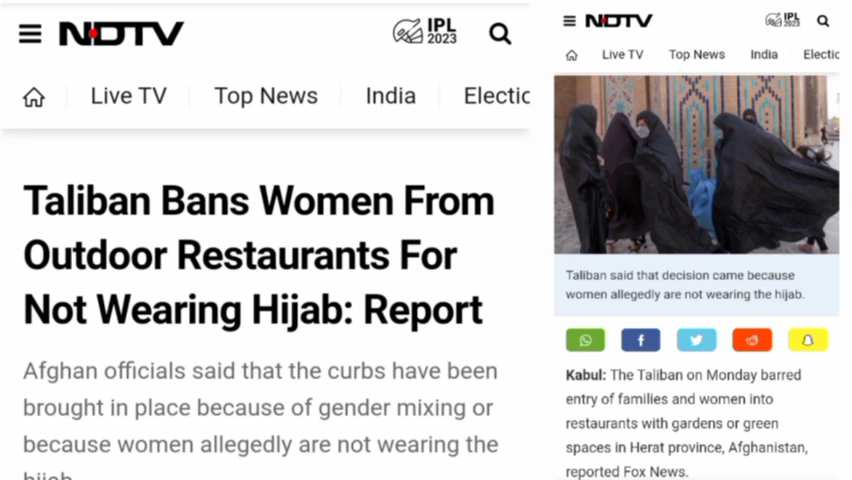 NDTV
IPL
2023
Live TV
Top News
India
Electic
Taliban Bans Women From
Outdoor Restaurants For
Not Wearing Hijab: Report
Afghan officials said that the curbs have been
brought in place because of gender mixing or
because women allegedly are not wearing the
hijab
NDTV
IPL
2023
Live TV
Top News
India
Electic
Taliban said that decision came because
women allegedly are not wearing the hijab.
Kabul: The Taliban on Monday barred
entry of families and women into
restaurants with gardens or green
spaces in Herat province, Afghanistan,
reported Fox News.